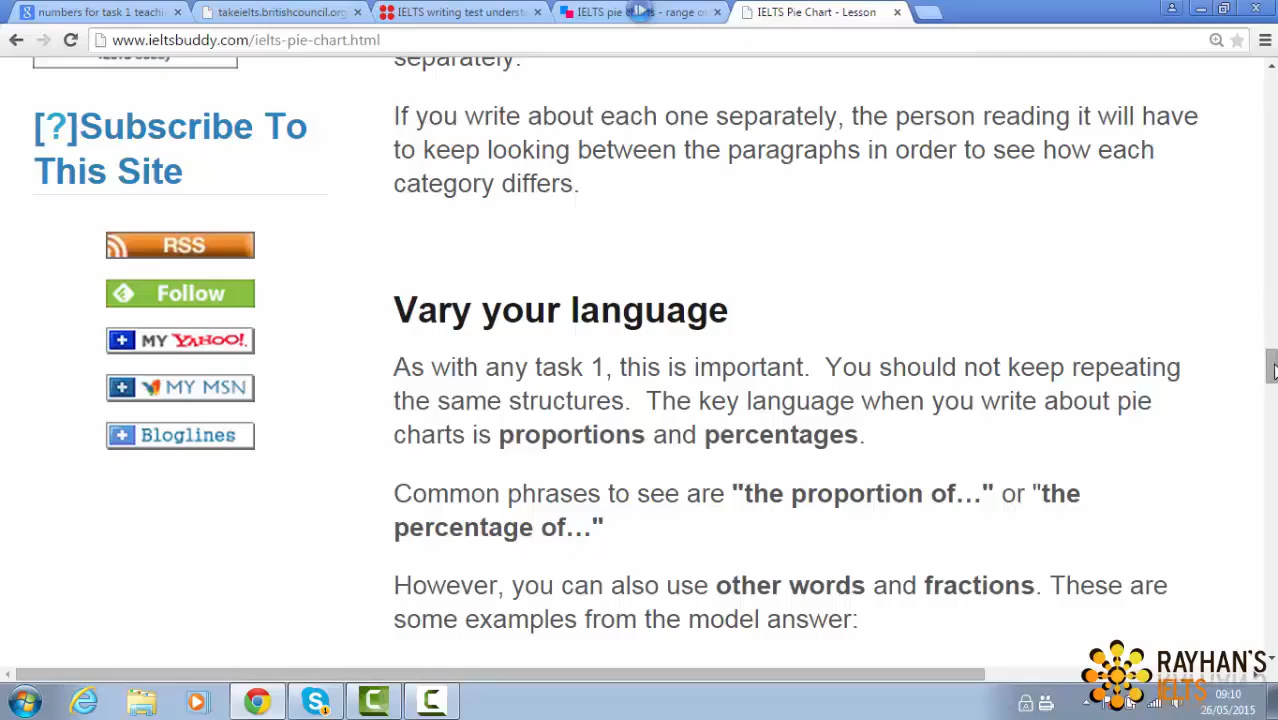 numbers for task 1 teachi
takeielts.britishcouncil.org
IELTS writing test underst
IELTS pie charts - range o
IELTS Pie Chart - Lesson
www.ieltsbuddy.com/ielts-pie-chart.html
separately.
If you write about each one separately, the person reading it will have
to keep looking between the paragraphs in order to see how each
category differs.
[?]Subscribe To
This Site
RSS
Follow
MY YAHOO!
MY MSN
Bloglines
Vary your language
As with any task 1, this is important. You should not keep repeating
the same structures. The key language when you write about pie
charts is proportions and percentages.
Common phrases to see are "the proportion of…" or "the
percentage of…"
However, you can also use other words and fractions. These are
some examples from the model answer:
RAYHAN'S
IELTS
09:10
26/05/2015